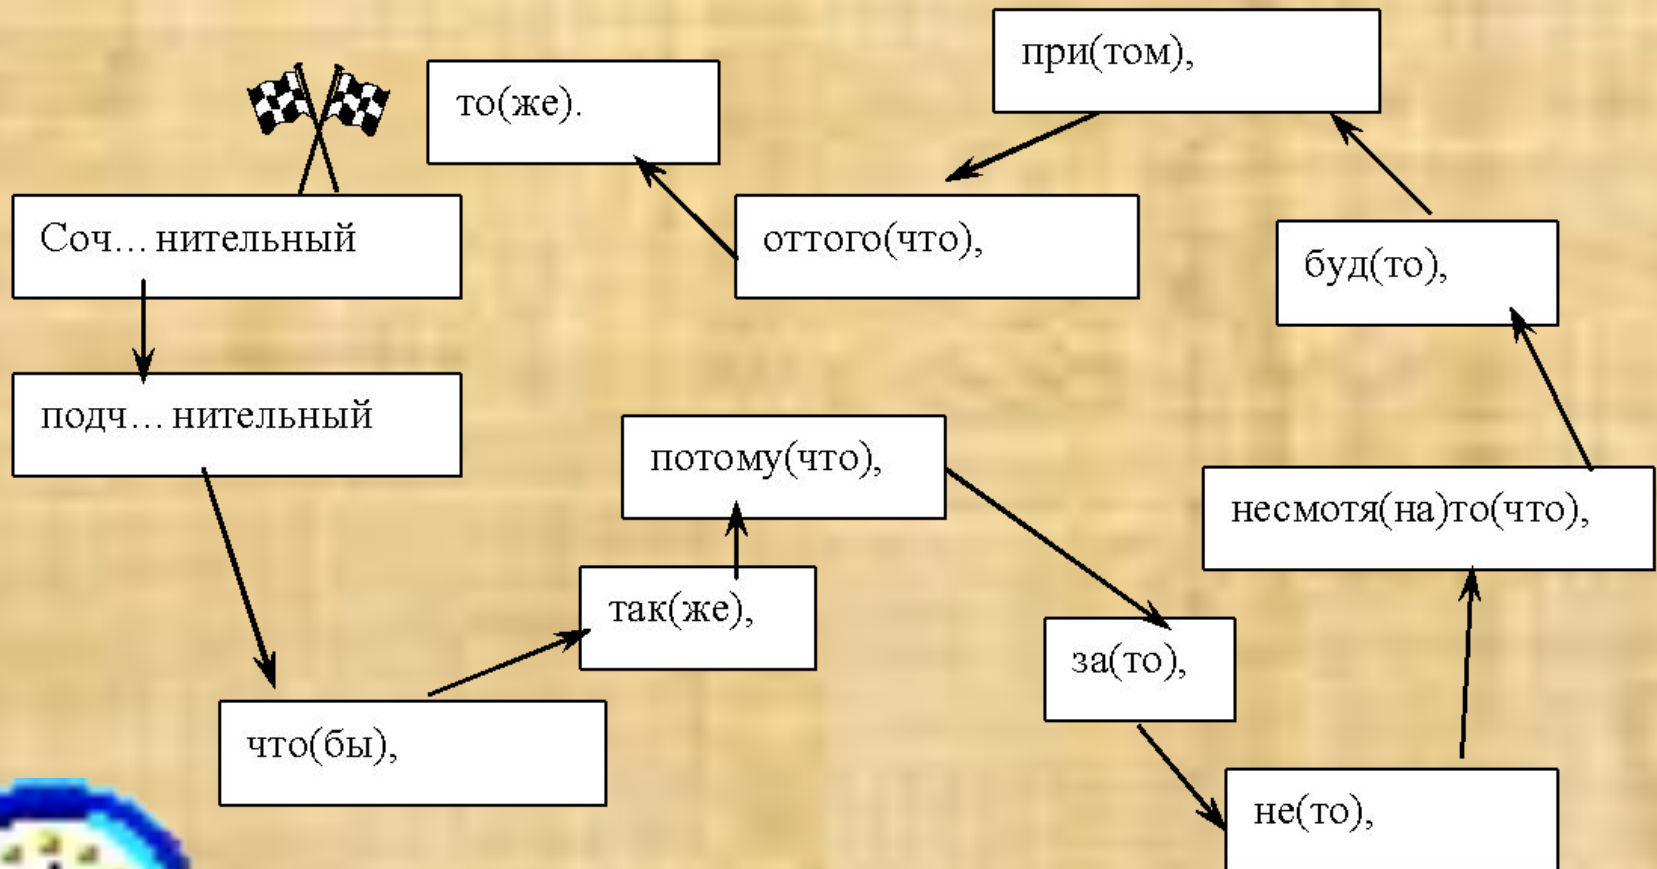 Соч... нительный
подч... нительный
что(бы),
так(же),
потому(что),
за(то),
не(то),
несмотя(на)то(что),
буд(то),
при(том),
оттого(что),
то(же).